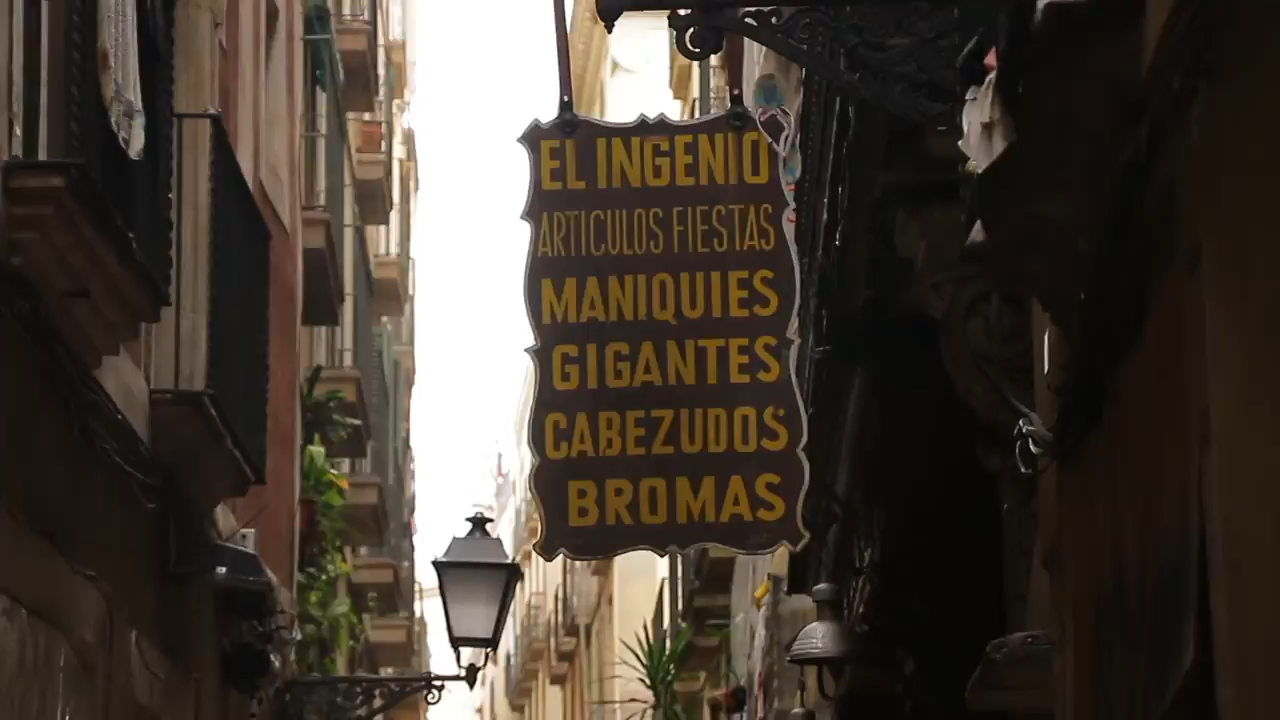 EL INGENIO
ARTICULOS FIESTAS
MANIQUIES
GIGANTES
CABEZUDOS
BROMAS